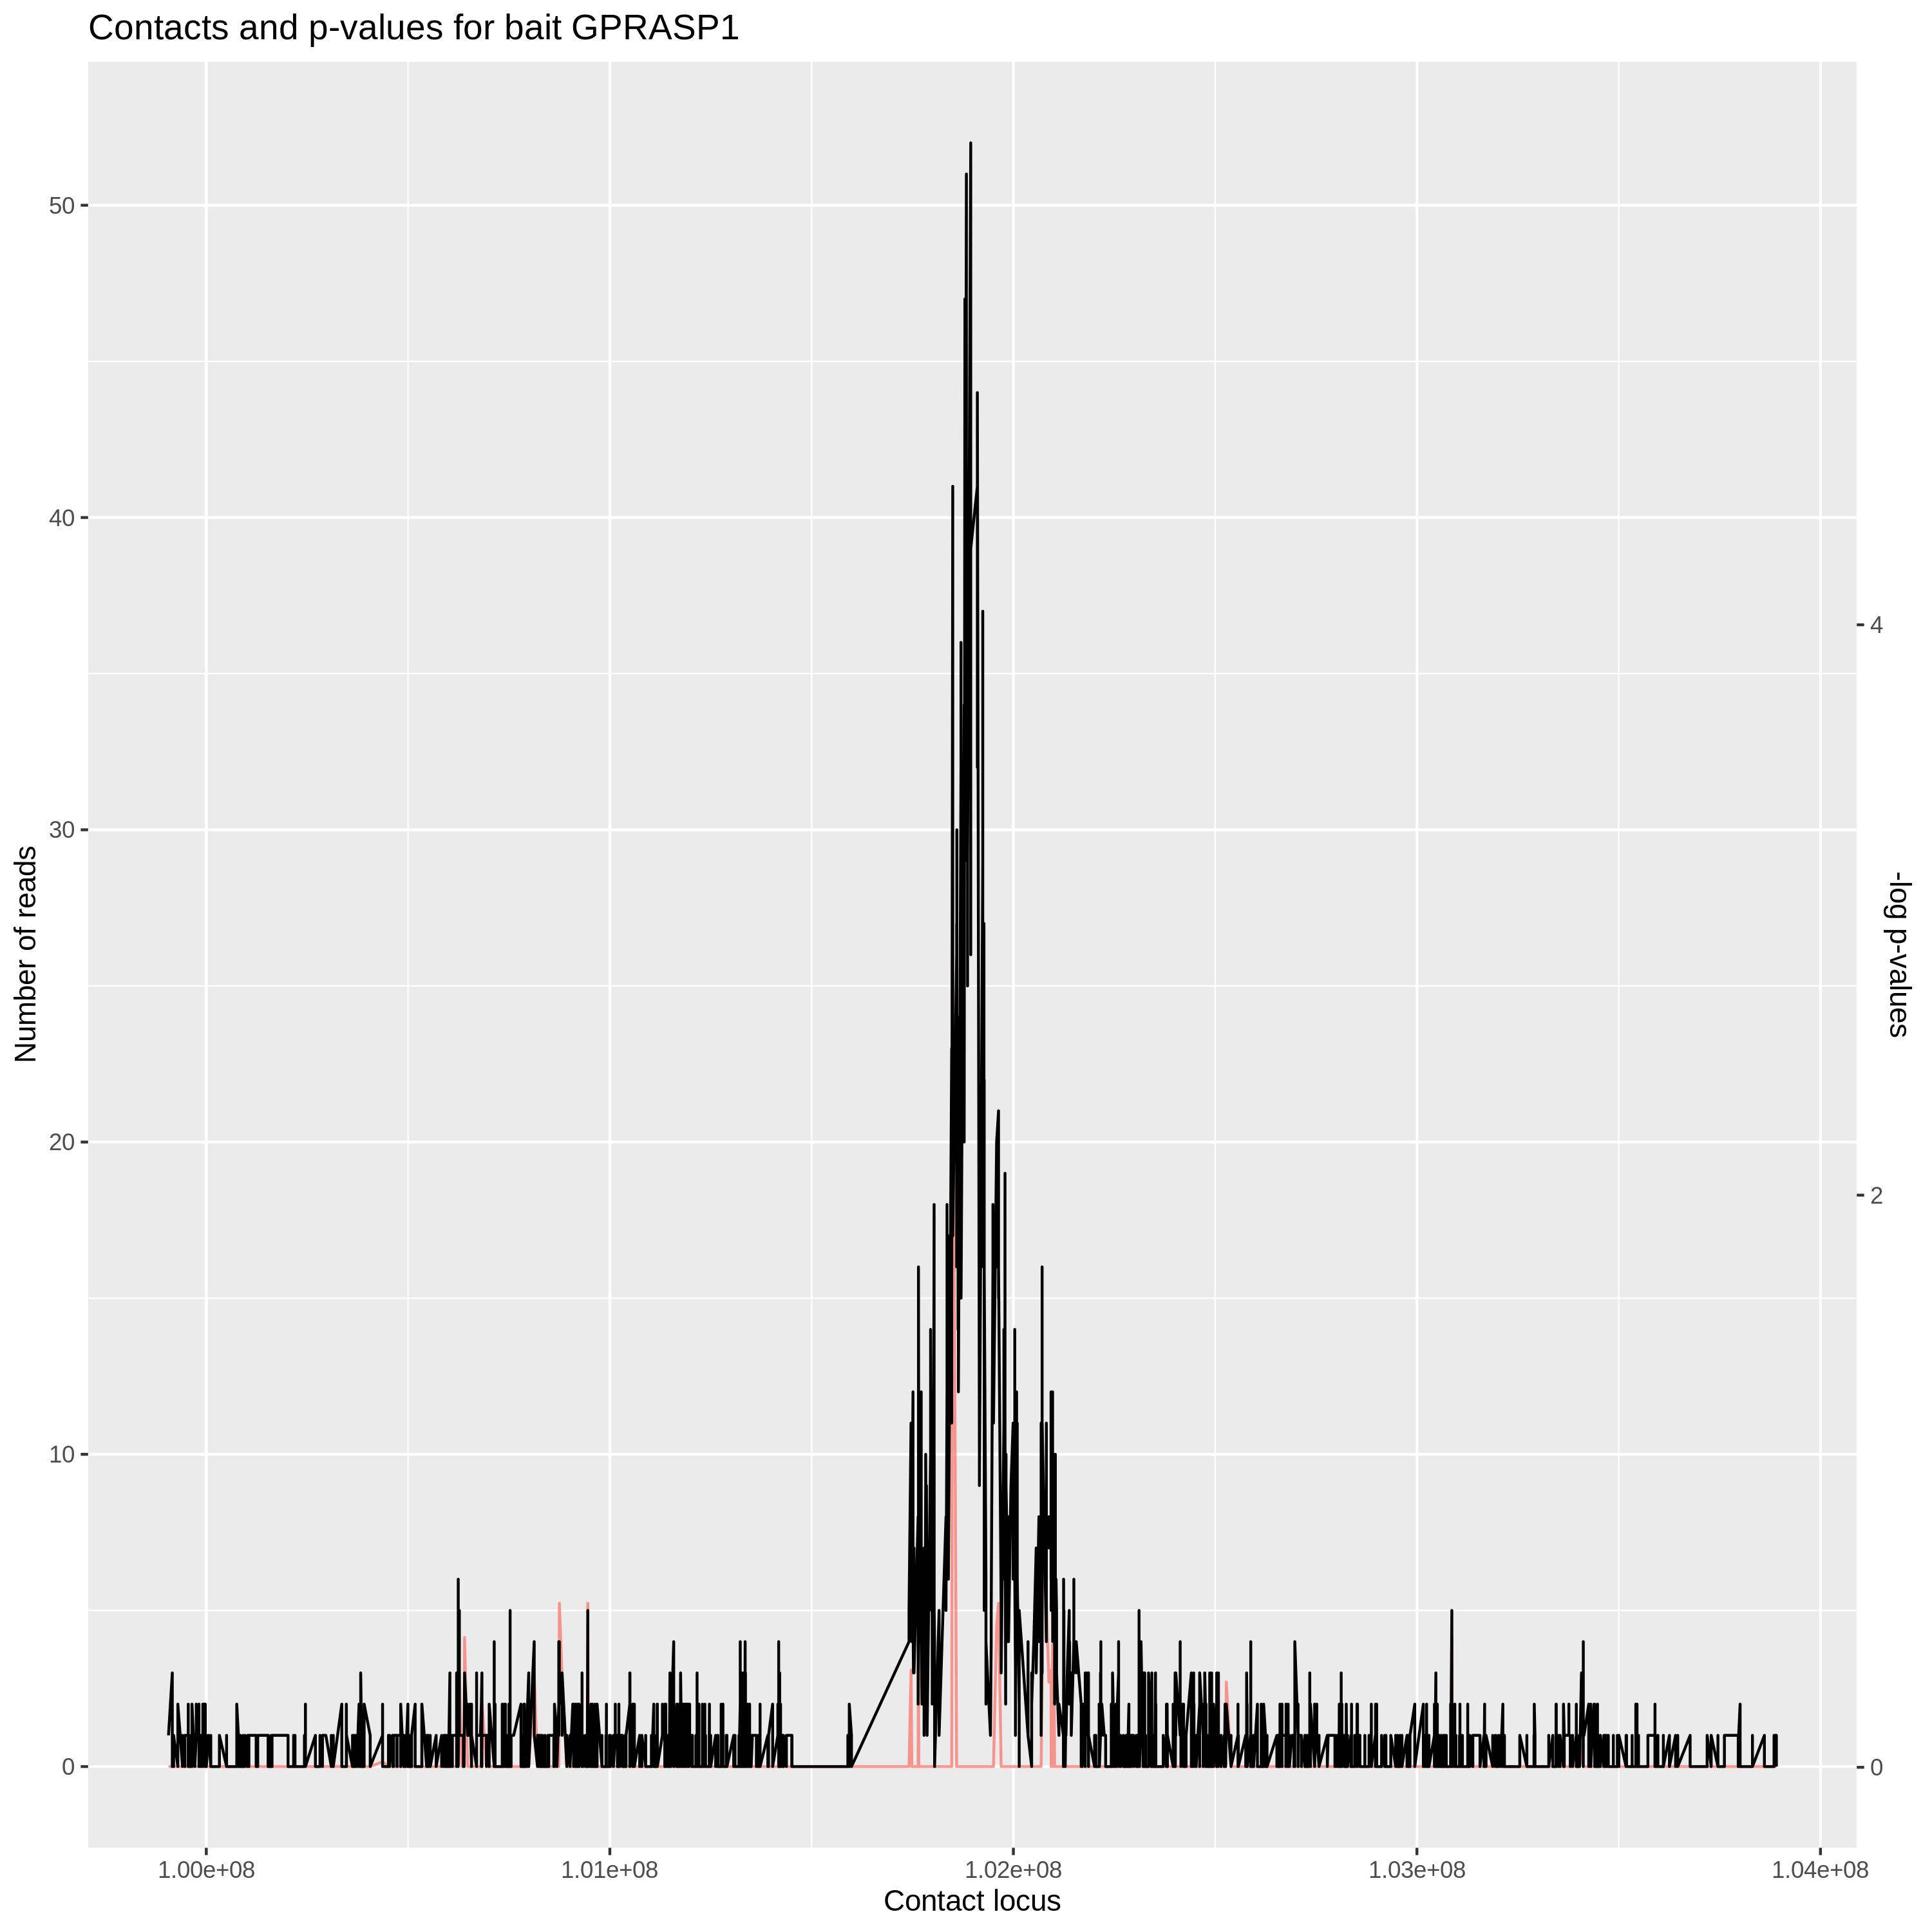 Contacts and p-values for bait GPRASP1
50
40
30
20
10
0
Number of reads
4
2
0
-log p-values
1.00e+08
1.01e+08
1.02e+08
1.03e+08
1.04e+08
Contact locus